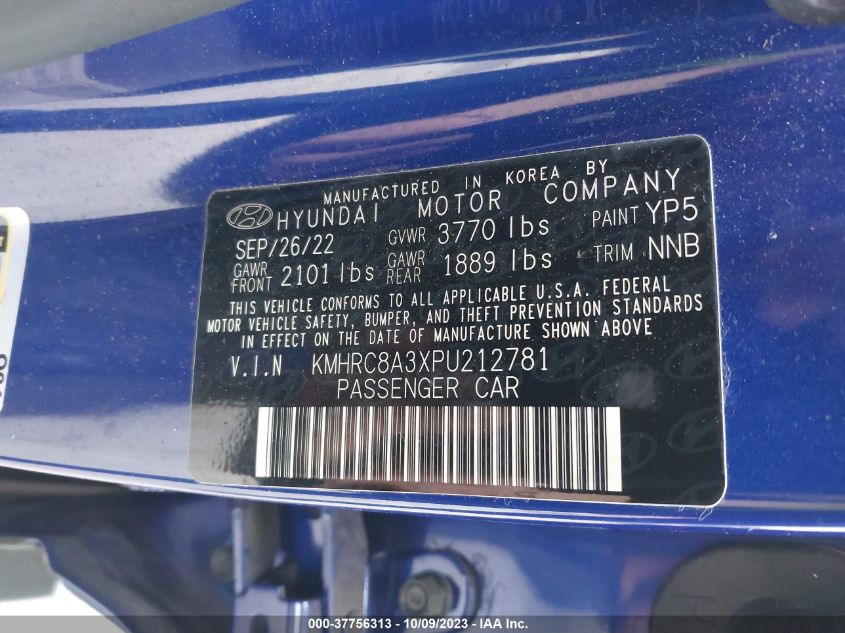 MANUFACTURED IN KOREA BY
HYUNDAI MOTOR COMPANY
SEP/26/22 GVWR 3770 lbs PAINT YP5
GAWR FRONT 2101 lbs GAWR REAR 1889 lbs TRIM NNB
THIS VEHICLE CONFORMS TO ALL APPLICABLE U.S.A. FEDERAL
MOTOR VEHICLE SAFETY, BUMPER, AND THEFT PREVENTION STANDARDS
IN EFFECT ON THE DATE OF MANUFACTURE SHOWN ABOVE
V.I.N KMHRC8A3XPU212781
PASSENGER CAR
000-37756313 - 10/09/2023 - IAA Inc.